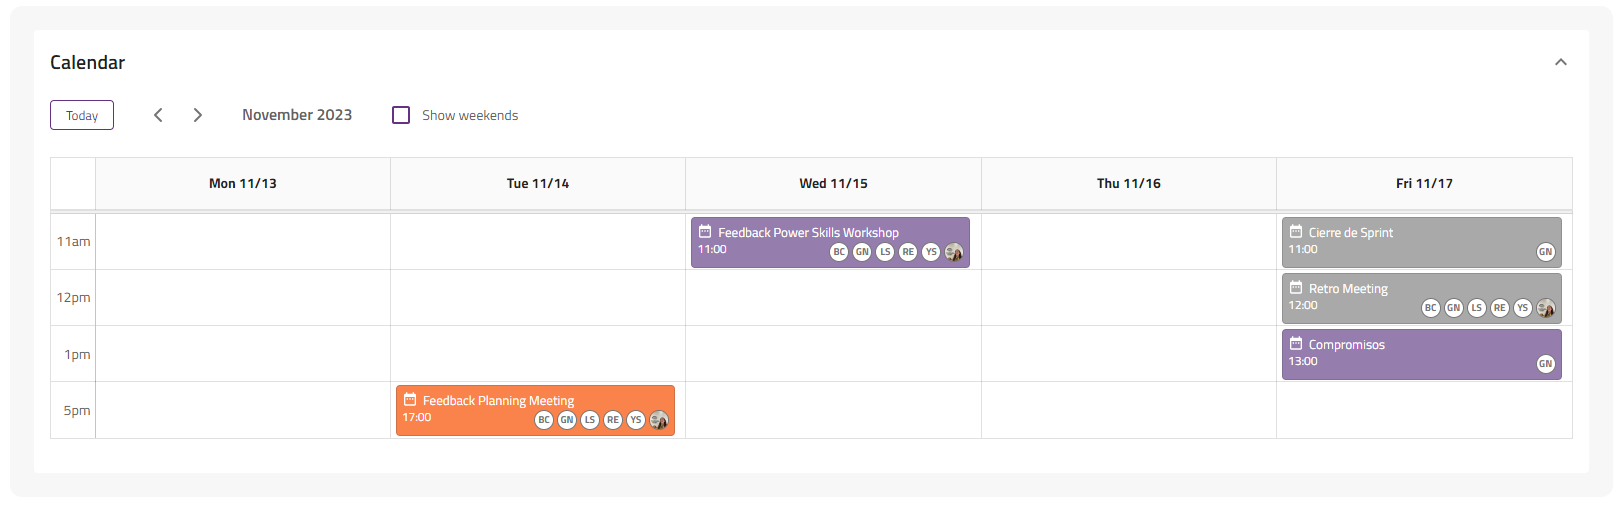 Calendar
Today
November 2023
Show weekends
Mon 11/13
Tue 11/14
Wed 11/15
Thu 11/16
Fri 11/17
11am
Feedback Power Skills Workshop
11:00
BC GN LS RE YS
Cierre de Sprint
11:00
GN
12pm
Retro Meeting
12:00
BC GN LS RE YS
1pm
Compromisos
13:00
GN
5pm
Feedback Planning Meeting
17:00
BC GN LS RE YS